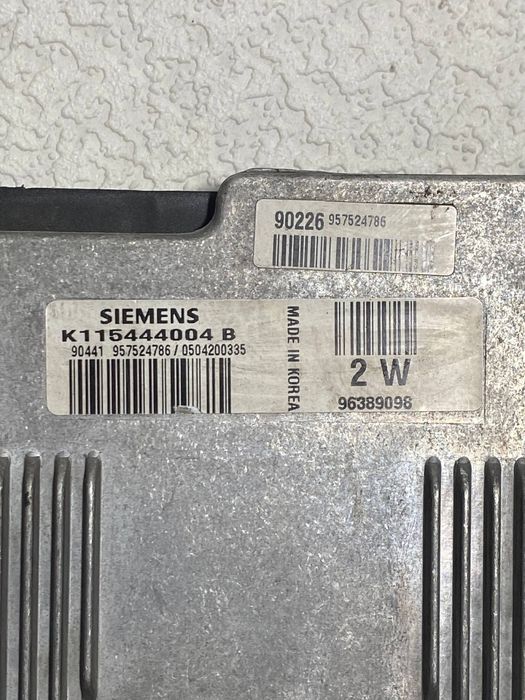 90226 957524786
SIEMENS
K115444004 B
90441 957524786 / 0504200335
MADE IN KOREA
2 W
96389098